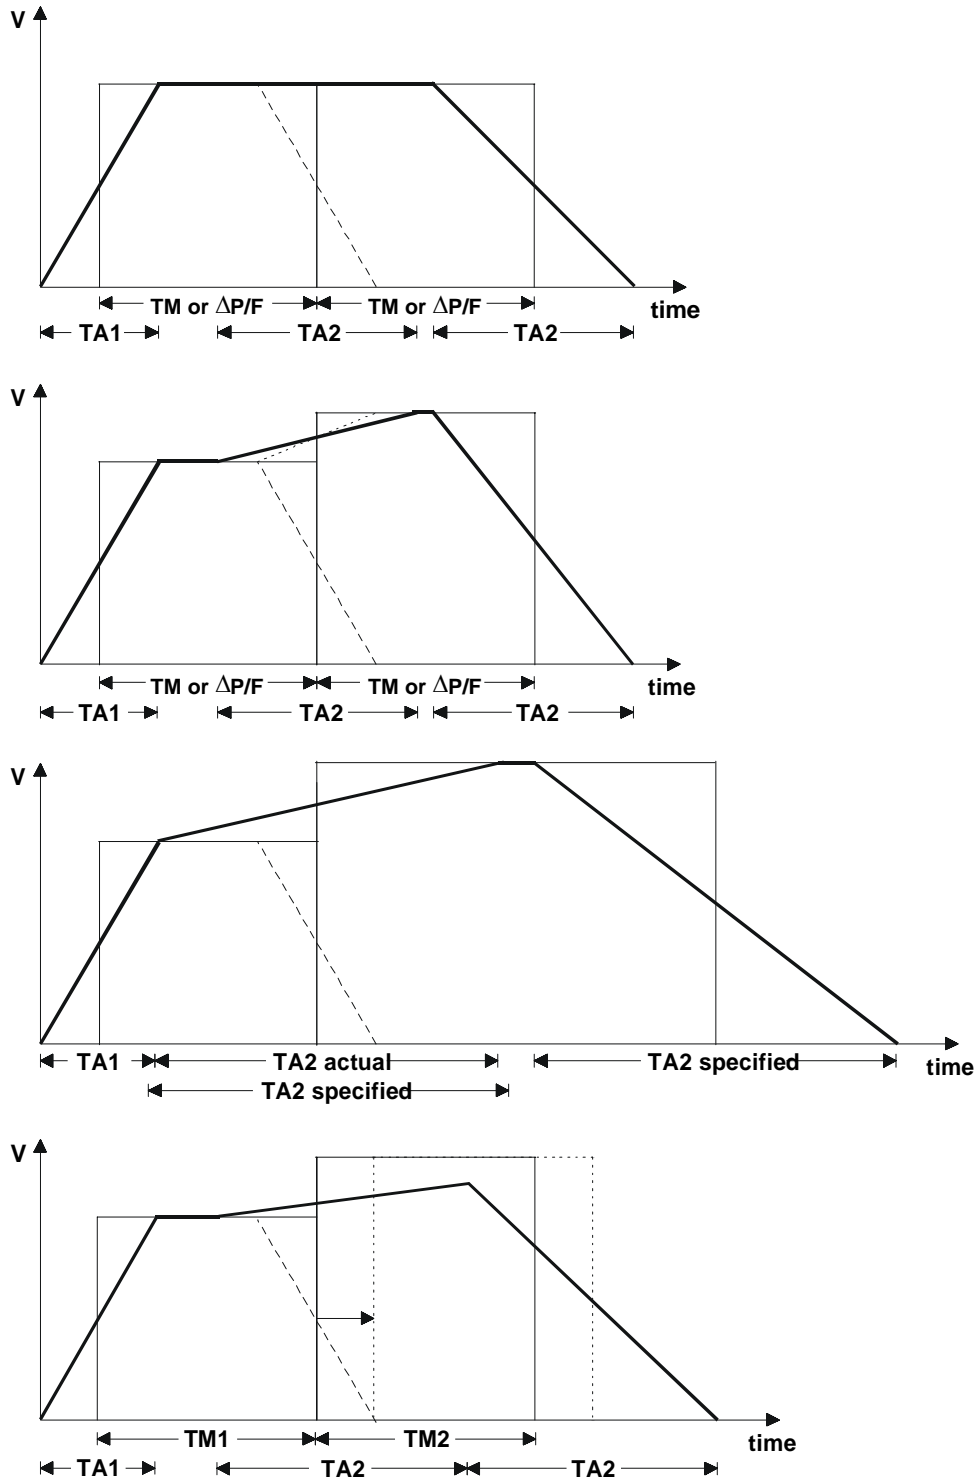 V
TM or ΔP/F TM or ΔP/F time
TA1 TA2 TA2
V
TM or ΔP/F TM or ΔP/F time
TA1 TA2 TA2
V
TA1 TA2 actual TA2 specified time
TA2 specified
V
TM1 TM2 time
TA1 TA2 TA2